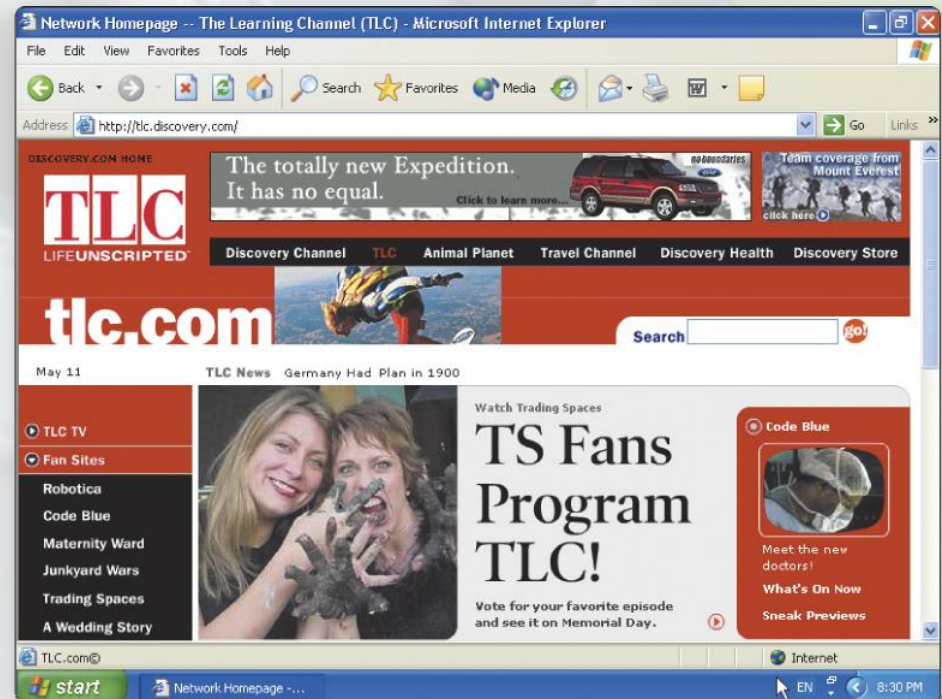 Network Homepage -- The Learning Channel (TLC) - Microsoft Internet Explorer
File Edit View Favorites Tools Help
Back Search Favorites Media
Address http://tlc.discovery.com/ Go Links »
DISCOVERY.COM HOME
TLC
LIFEUNSCRIPTED
The totally new Expedition.
It has no equal.
Click to learn more...
no boundaries
Ford
Team coverage from
Mount Everest
click here
Discovery Channel TLC Animal Planet Travel Channel Discovery Health Discovery Store
tlc.com
Search go!
May 11 TLC News Germany Had Plan in 1900
TLC TV
Fan Sites
Robotica
Code Blue
Maternity Ward
Junkyard Wars
Trading Spaces
A Wedding Story
Watch Trading Spaces
TS Fans
Program
TLC!
Vote for your favorite episode
and see it on Memorial Day.
Code Blue
Meet the new
doctors!
What's On Now
Sneak Previews
TLC.com© Internet
start Network Homepage -... EN 8:30 PM